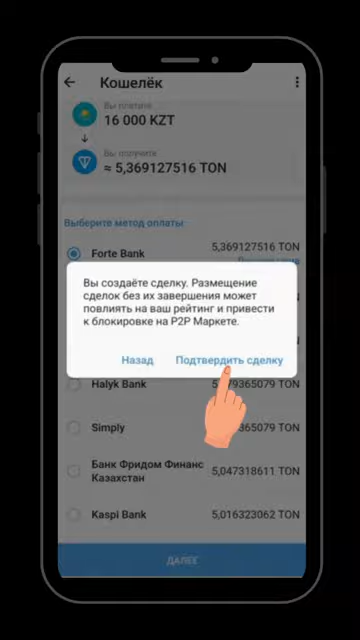 Кошелёк
Вы платите
16 000 KZT
Вы получите
≈ 5,369127516 TON
Выберите метод оплаты
Forte Bank
5,369127516 TON
Вы создаёте сделку. Размещение
сделок без их завершения может
повлиять на ваш рейтинг и привести
к блокировке на P2P Маркете.
Назад
Подтвердить сделку
Halyk Bank
79365079 TON
Simply
365079 TON
Банк Фридом Финанс
Казахстан
5,047318611 TON
Kaspi Bank
5,016323062 TON
ДАЛЕЕ